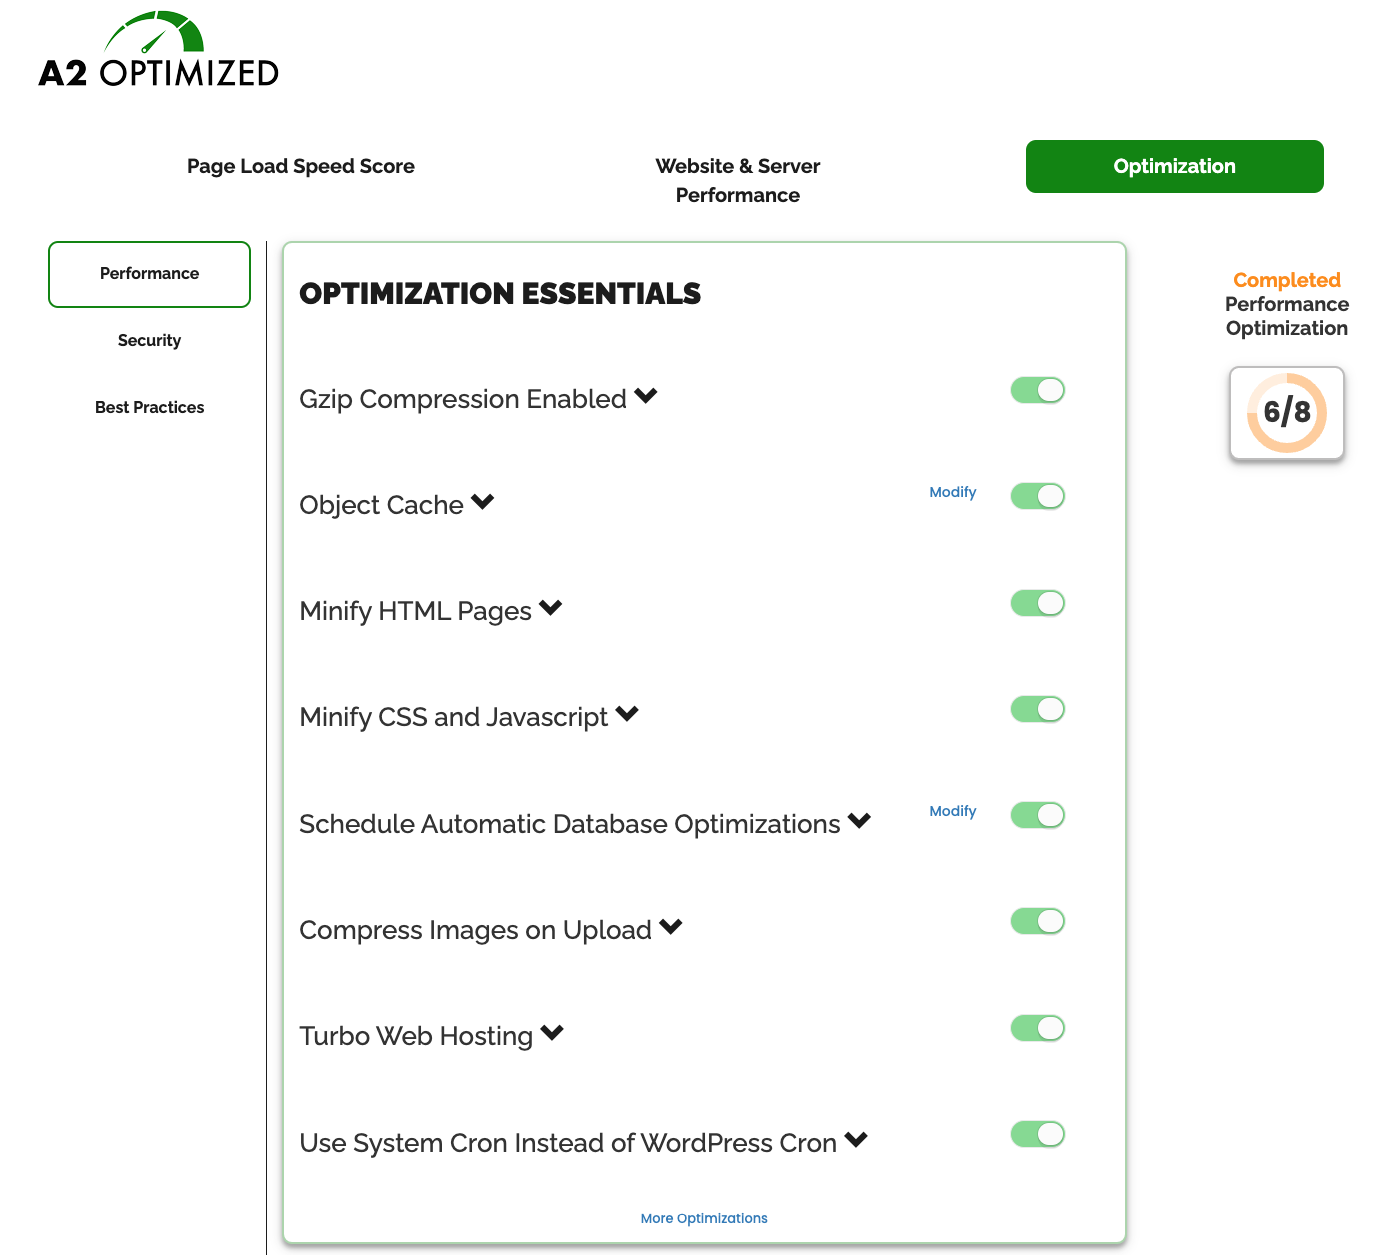 A2 OPTIMIZED
Page Load Speed Score
Website & Server
Performance
Optimization
Performance
Security
Best Practices
OPTIMIZATION ESSENTIALS
Gzip Compression Enabled
Object Cache
Modify
Minify HTML Pages
Minify CSS and Javascript
Schedule Automatic Database Optimizations
Modify
Compress Images on Upload
Turbo Web Hosting
Use System Cron Instead of WordPress Cron
More Optimizations
Completed
Performance
Optimization
6/8